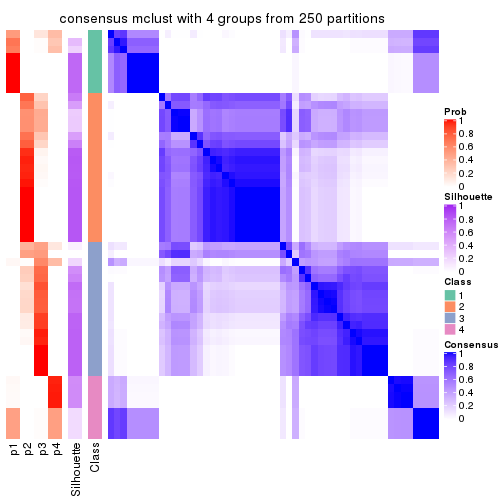 consensus mclust with 4 groups from 250 partitions
Prob
1
0.8
0.6
0.4
0.2
0
Silhouette
1
0.8
0.6
0.4
0.2
0
Class
1
2
3
4
Consensus
1
0.8
0.6
0.4
0.2
0
p1
p2
p3
p4
Silhouette
Class